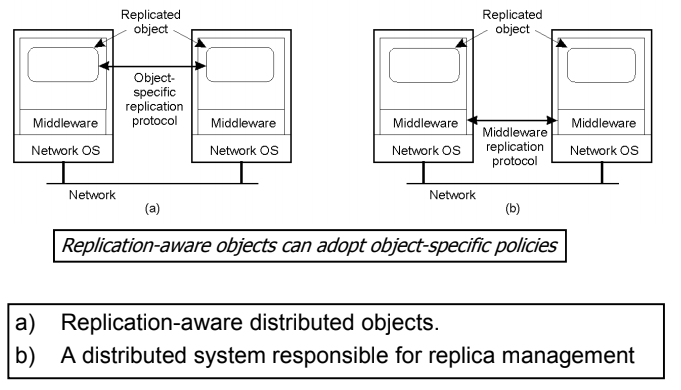 Replicated
object
Object-
specific
replication
protocol
Middleware
Middleware
Network OS
Network OS
Network
(a)
Replicated
object
Middleware
Middleware
Middleware
replication
protocol
Network OS
Network OS
Network
(b)
Replication-aware objects can adopt object-specific policies
a) Replication-aware distributed objects.
b) A distributed system responsible for replica management